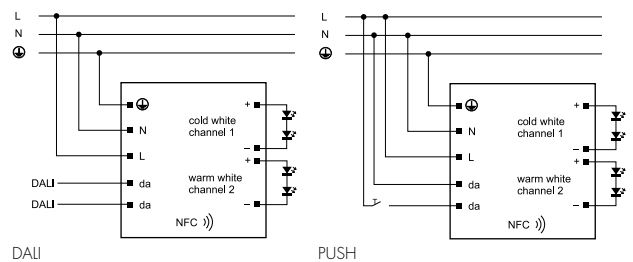 L
N
+
cold white
channel 1
N
–
+
L
warm white
channel 2
DALI
da
DALI
da
–
NFC
DALI
L
N
+
cold white
channel 1
N
–
+
L
warm white
channel 2
da
da
–
NFC
PUSH